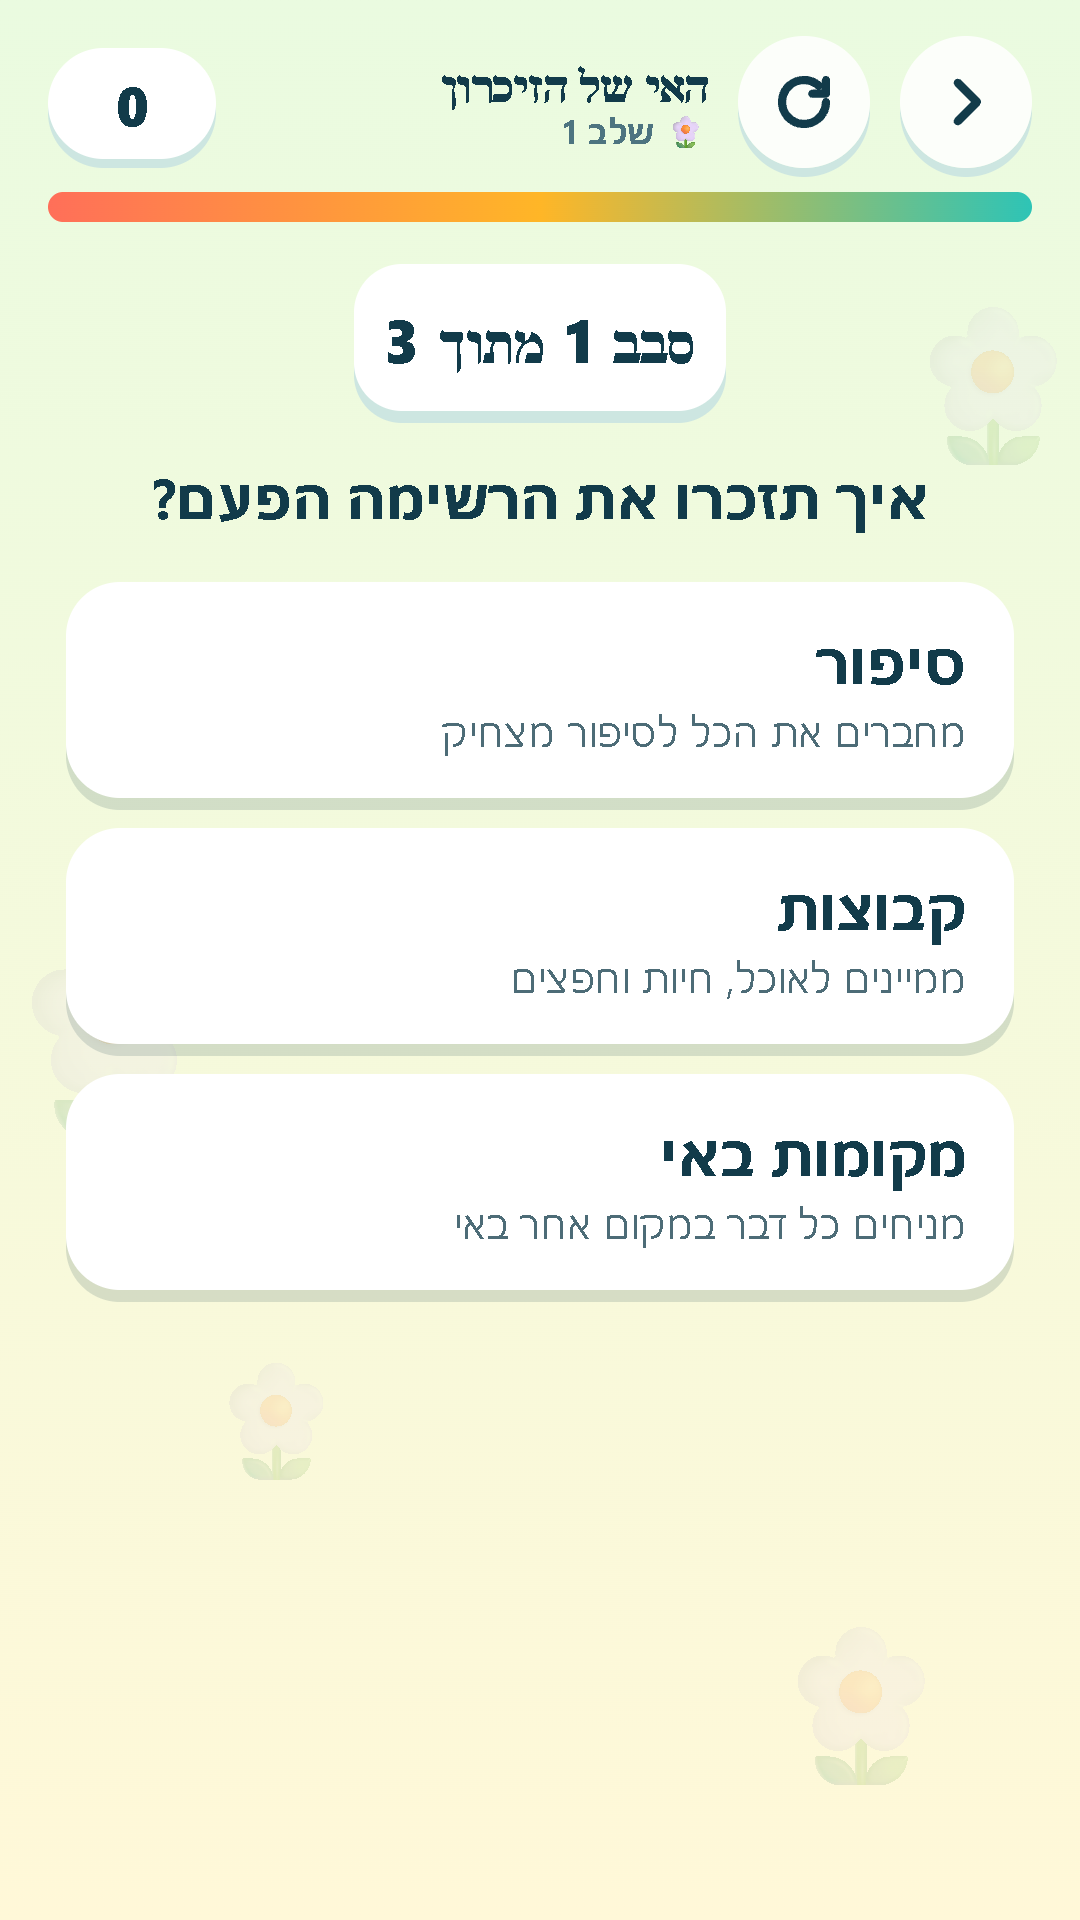 האי של הזיכרון
שלב 1
0
סבב 1 מתוך 3
איך תזכרו את הרשימה הפעם?
סיפור
מחברים את הכל לסיפור מצחיק
קבוצות
ממיינים לאוכל, חיות וחפצים
מקומות באי
מניחים כל דבר במקום אחר באי